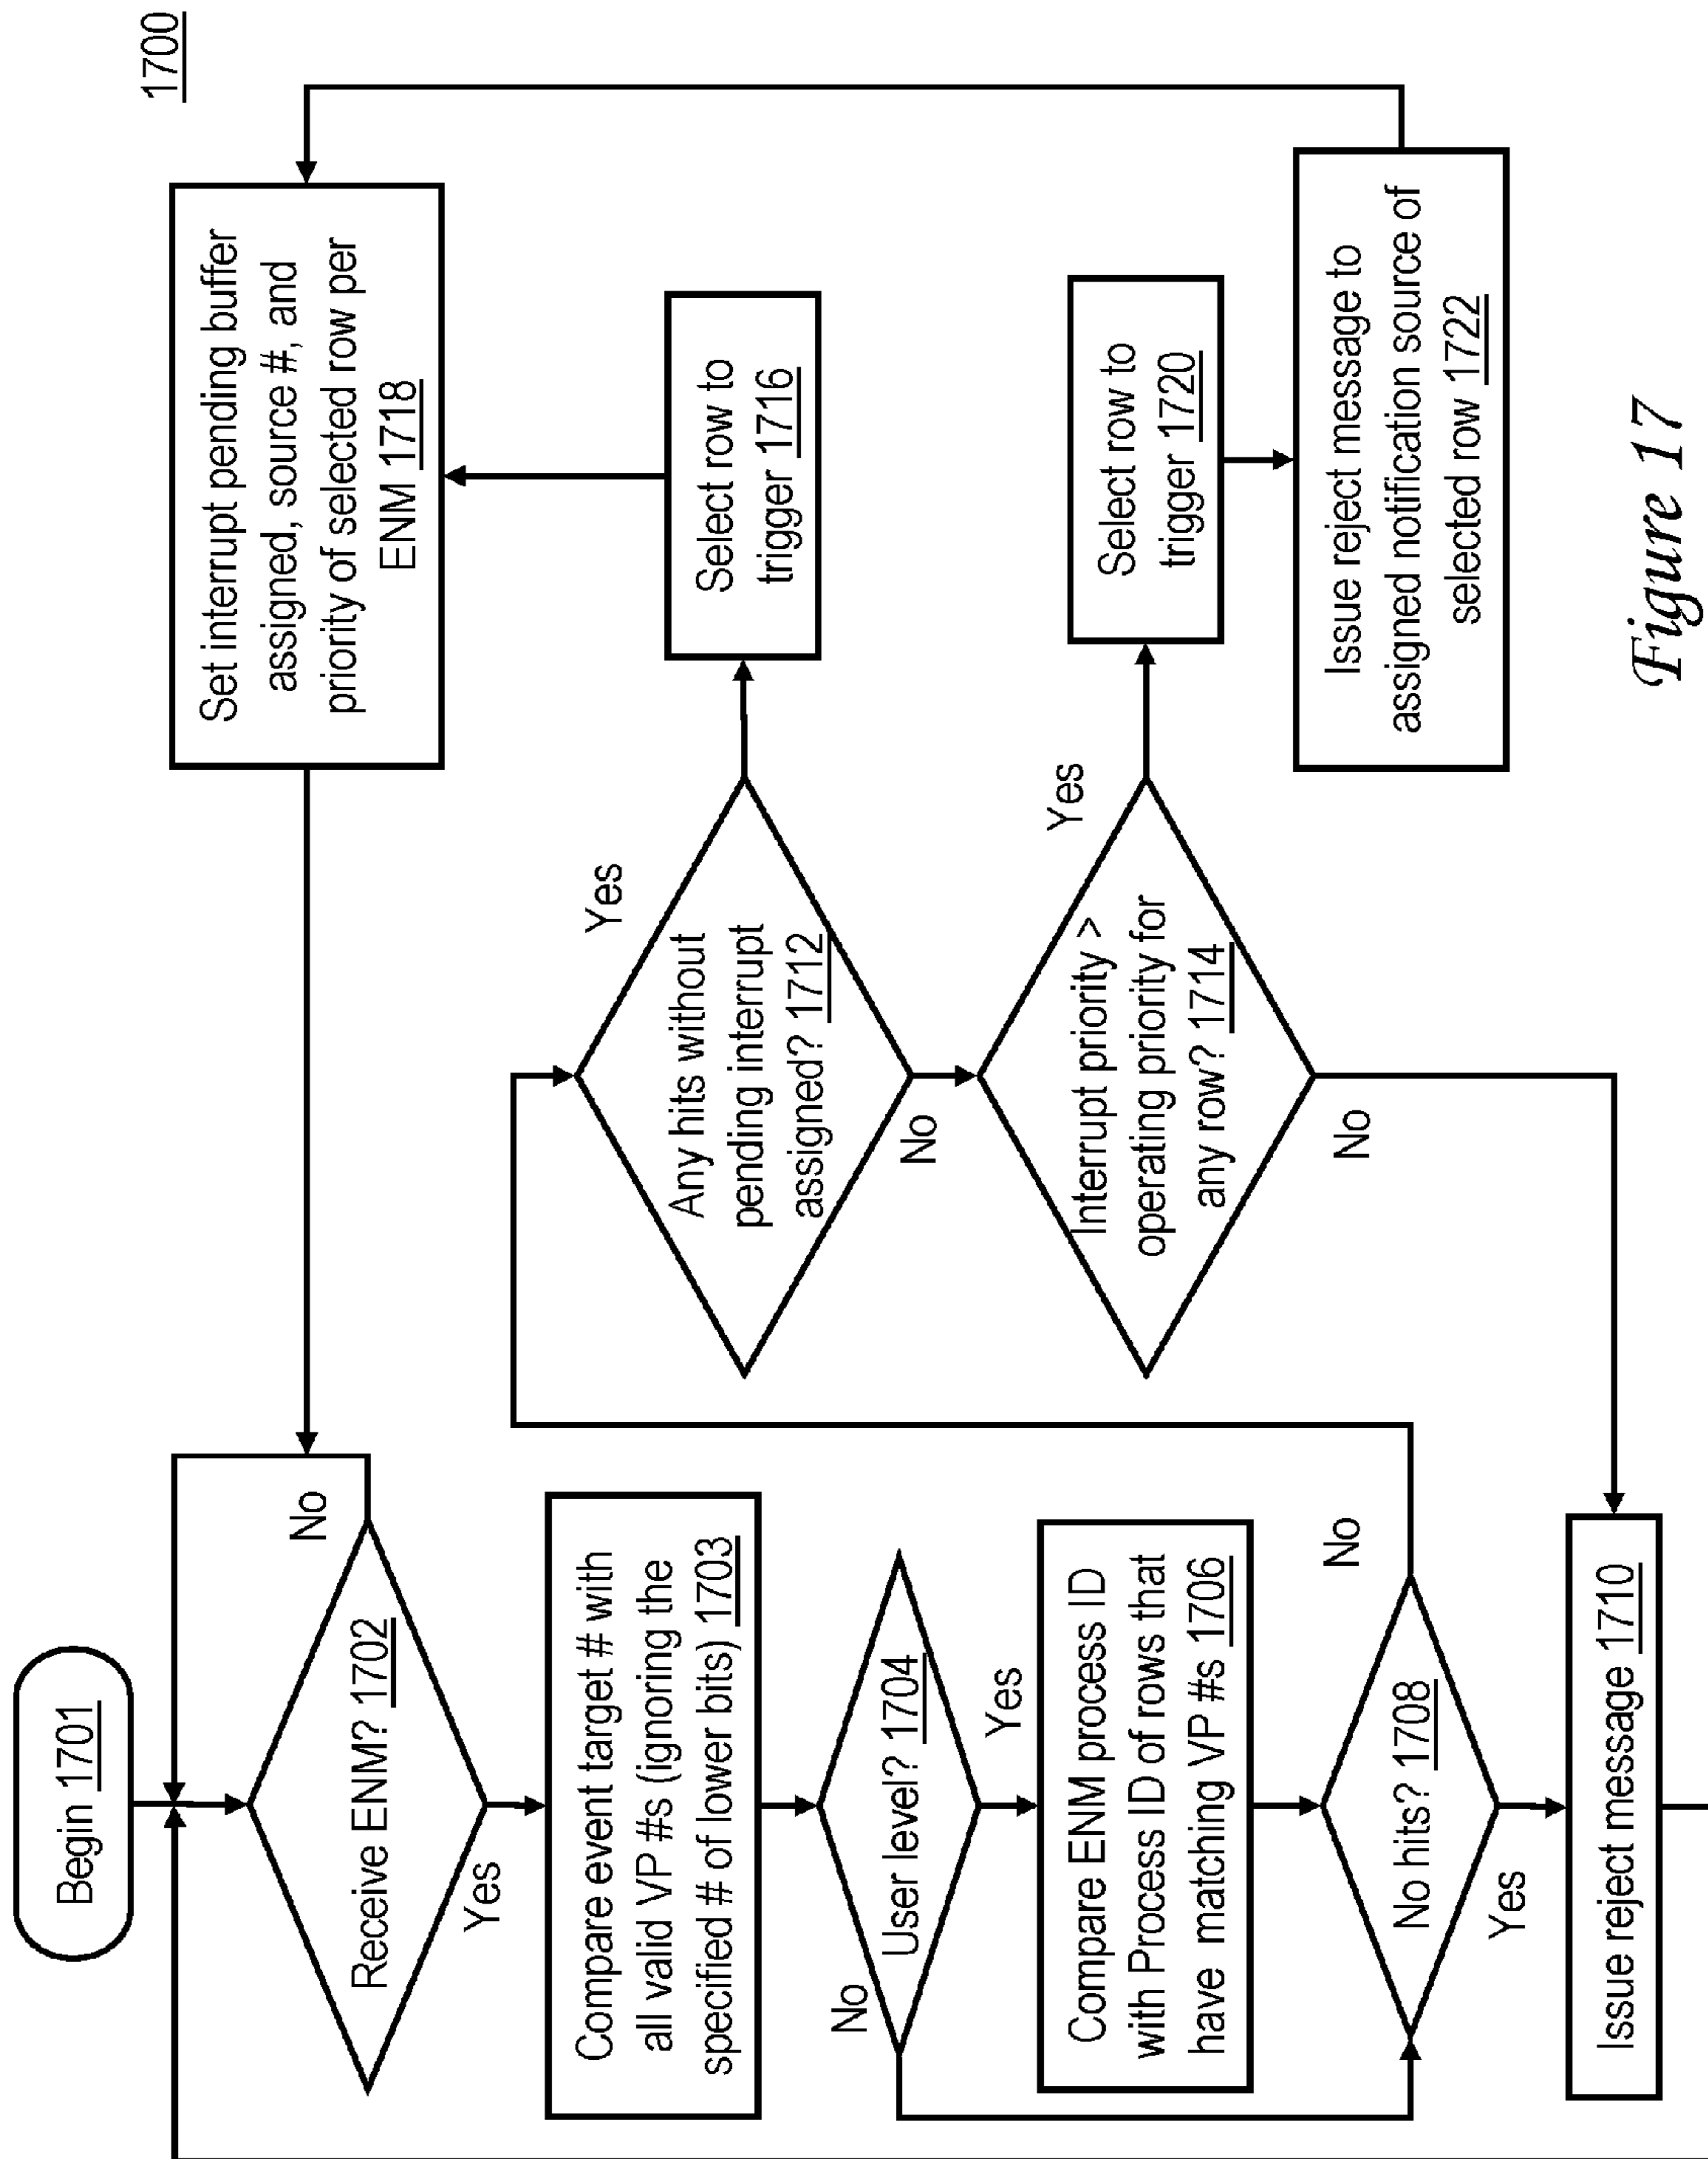 1700
Begin 1701
Receive ENM? 1702
No
Yes
Compare event target # with
all valid VP #s (ignoring the
specified # of lower bits) 1703
User level? 1704
No
Yes
Compare ENM process ID
with Process ID of rows that
have matching VP #s 1706
No hits? 1708
No
Yes
Issue reject message 1710
Any hits without
pending interrupt
assigned? 1712
Yes
No
Interrupt priority >
operating priority for
any row? 1714
Yes
No
Select row to
trigger 1716
Set interrupt pending buffer
assigned, source #, and
priority of selected row per
ENM 1718
Select row to
trigger 1720
Issue reject message to
assigned notification source of
selected row 1722
Figure 17